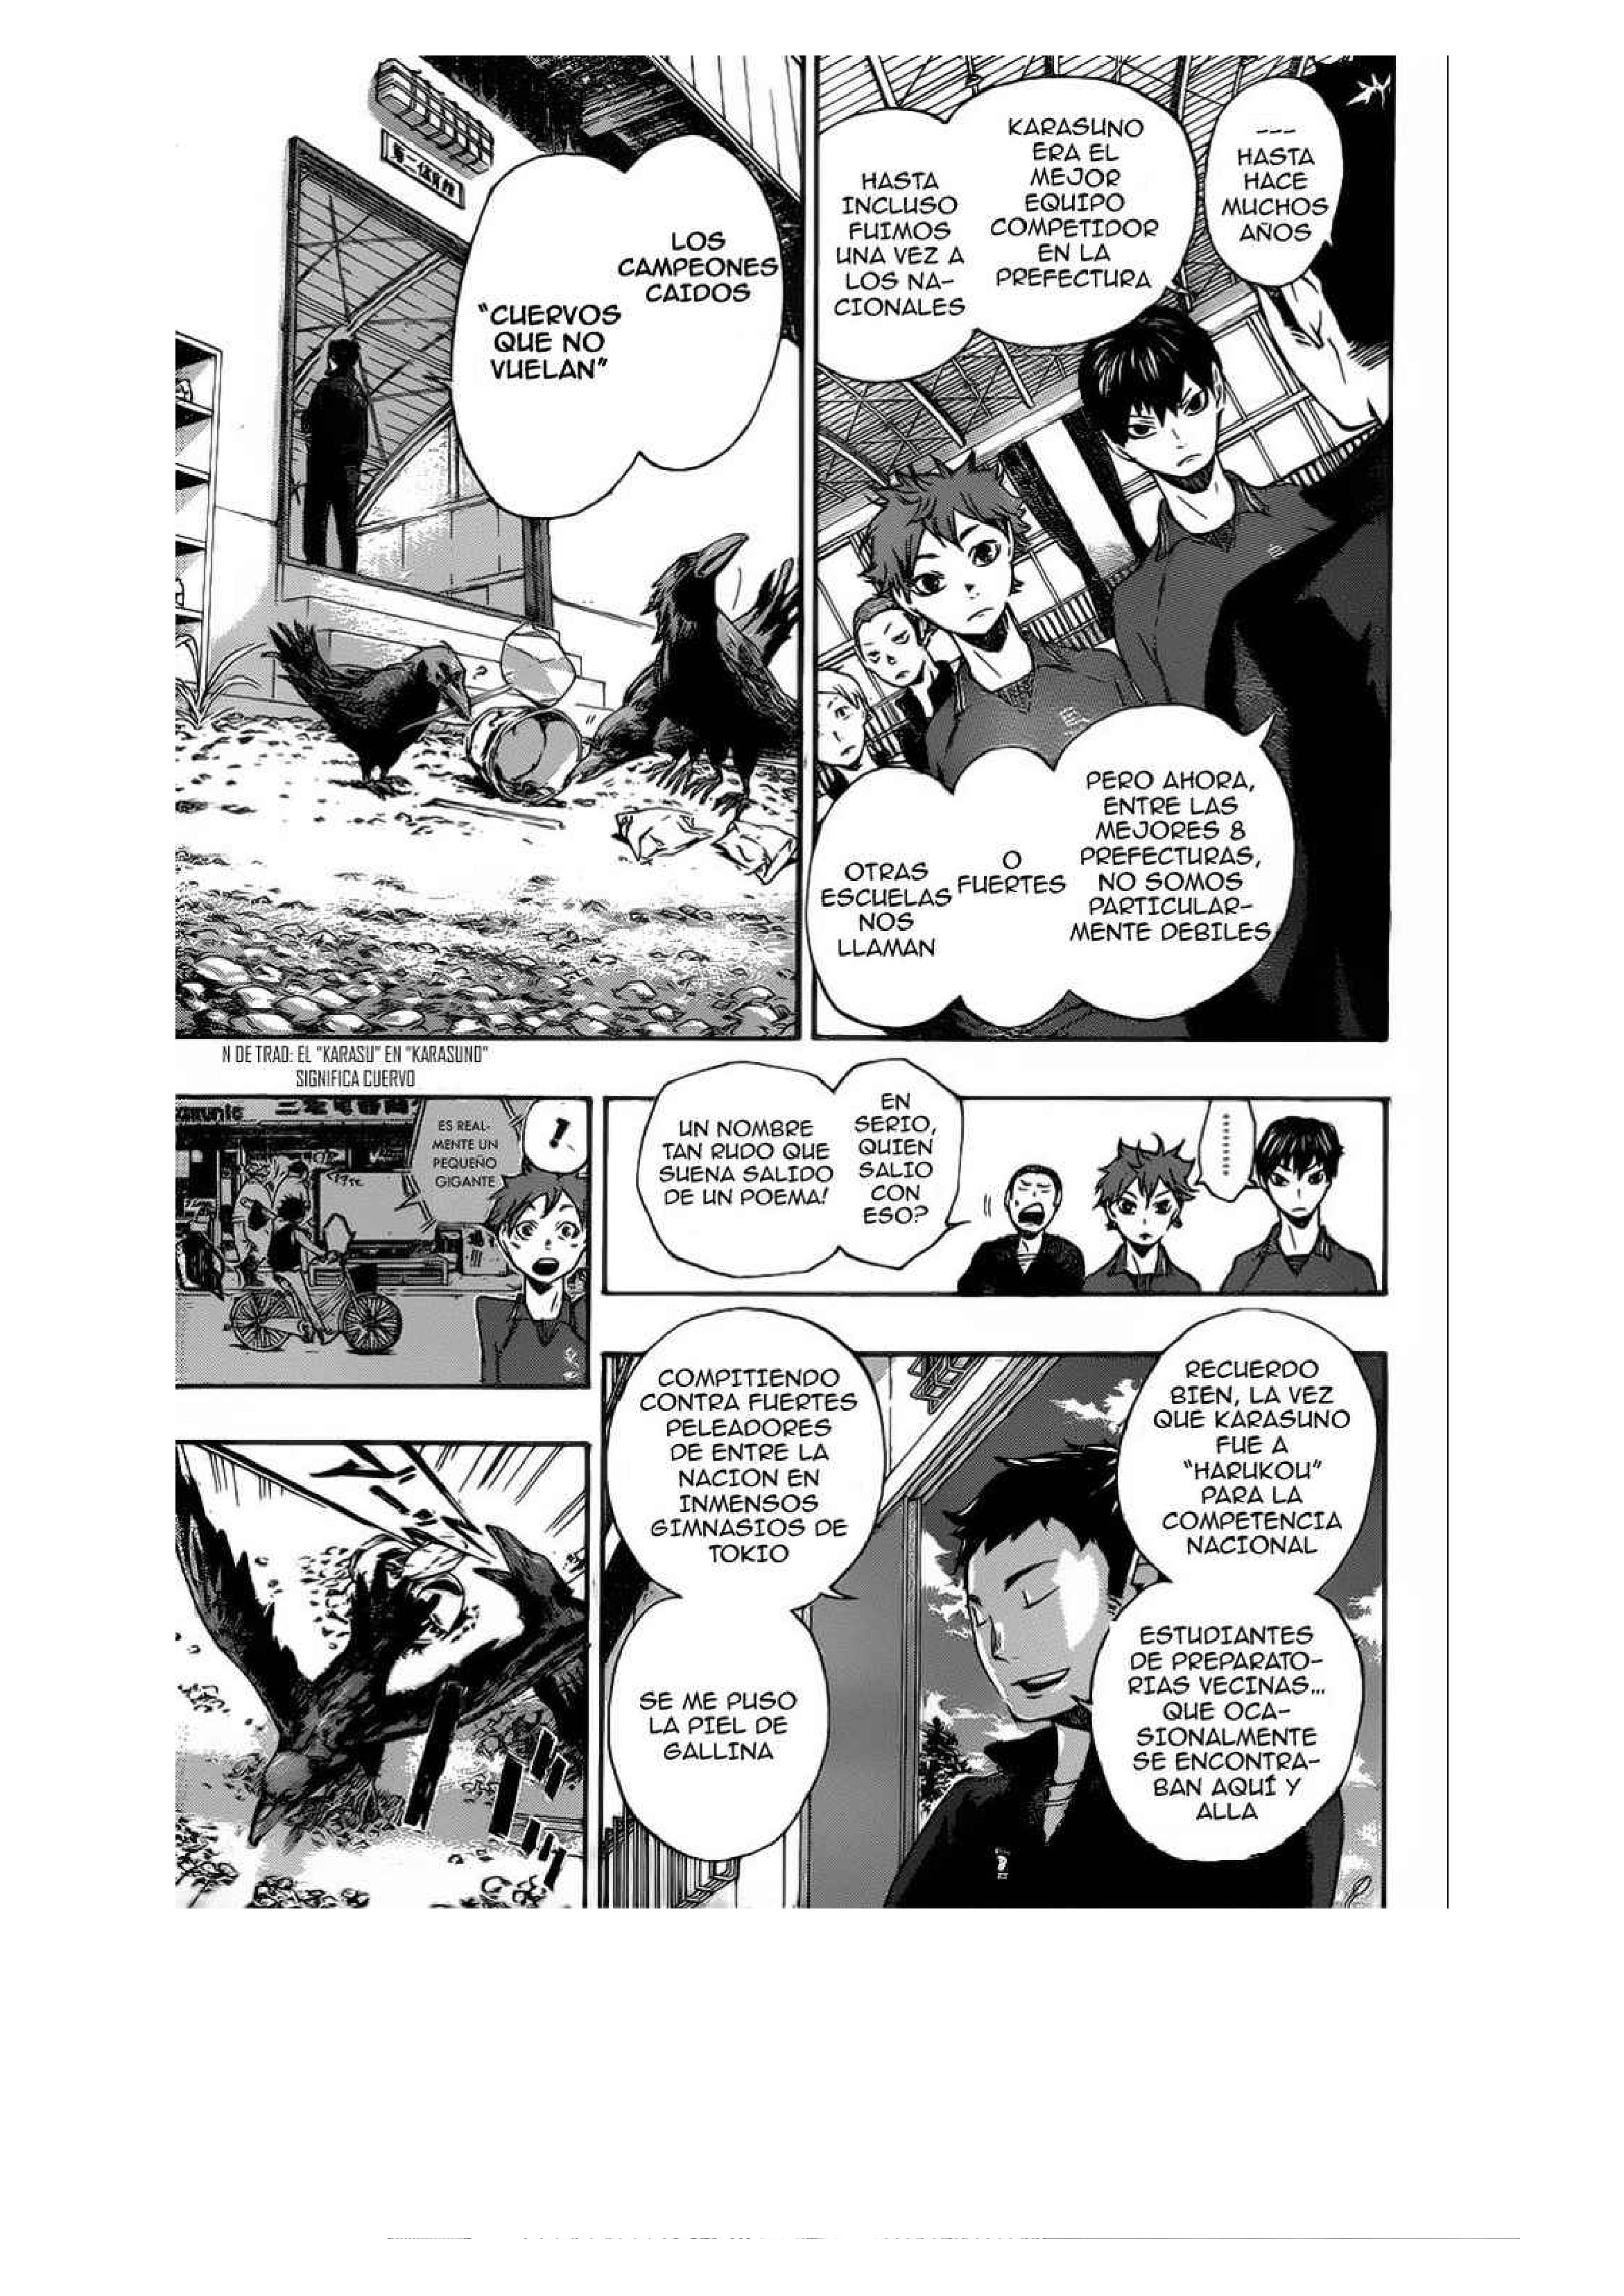 ---
HASTA
HACE
MUCHOS
AÑOS
KARASUNO
ERA EL
MEJOR
EQUIPO
COMPETIDOR
EN LA
PREFECTURA
HASTA
INCLUSO
FUIMOS
UNA VEZ A
LOS NA-
CIONALES
PERO AHORA,
ENTRE LAS
MEJORES 8
PREFECTURAS,
NO SOMOS
PARTICULAR-
MENTE DEBILES
O
FUERTES
OTRAS
ESCUELAS
NOS
LLAMAN
LOS
CAMPEONES
CAIDOS
"CUERVOS
QUE NO
VUELAN"
N DE TRAD: EL "KARASU" EN "KARASUNO"
SIGNIFICA CUERVO
EN
SERIO,
QUIEN
SALIO
CON
ESO?
UN NOMBRE
TAN RUDO QUE
SUENA SALIDO
DE UN POEMA!
!
ES REAL-
MENTE UN
PEQUEÑO
GIGANTE
RECUERDO
BIEN, LA VEZ
QUE KARASUNO
FUE A
"HARUKOU"
PARA LA
COMPETENCIA
NACIONAL
ESTUDIANTES
DE PREPARATO-
RIAS VECINAS...
QUE OCA-
SIONALMENTE
SE ENCONTRA-
BAN AQUÍ Y
ALLA
COMPITIENDO
CONTRA FUERTES
PELEADORES
DE ENTRE LA
NACION EN
INMENSOS
GIMNASIOS DE
TOKIO
SE ME PUSO
LA PIEL DE
GALLINA